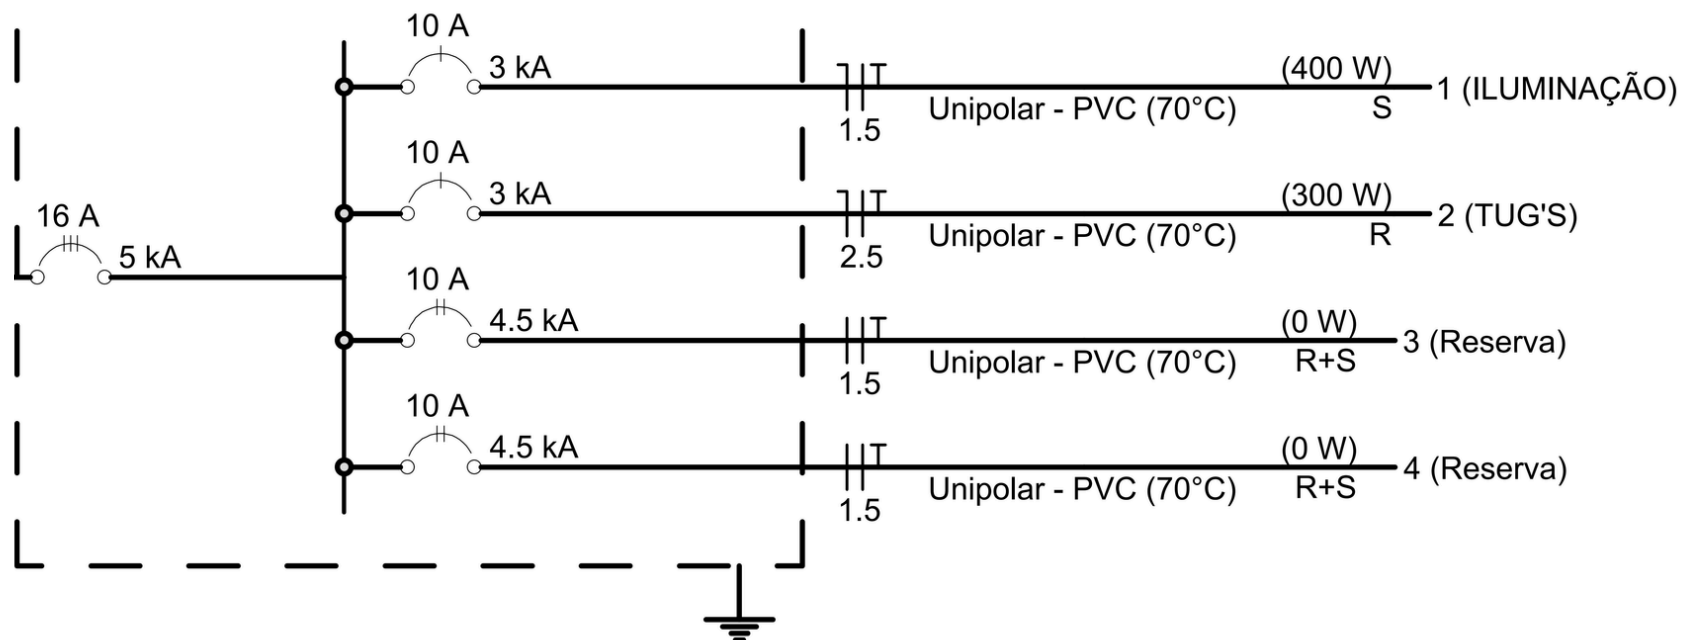 10 A
3 kA
(400 W)
1 (ILUMINAÇÃO)
Unipolar - PVC (70°C)
S
1.5
10 A
3 kA
(300 W)
2 (TUG'S)
Unipolar - PVC (70°C)
R
2.5
16 A
5 kA
10 A
4.5 kA
(0 W)
3 (Reserva)
Unipolar - PVC (70°C)
R+S
1.5
10 A
4.5 kA
(0 W)
4 (Reserva)
Unipolar - PVC (70°C)
R+S
1.5